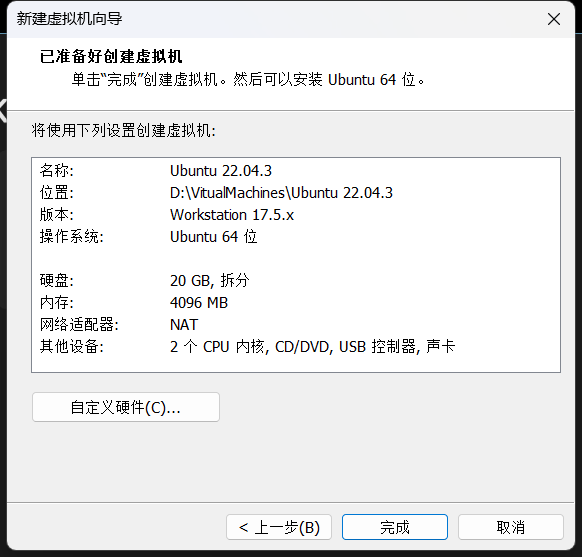 新建虚拟机向导
已准备好创建虚拟机
单击“完成”创建虚拟机。然后可以安装 Ubuntu 64 位。
将使用下列设置创建虚拟机:
名称: Ubuntu 22.04.3
位置: D:\VitualMachines\Ubuntu 22.04.3
版本: Workstation 17.5.x
操作系统: Ubuntu 64 位
硬盘: 20 GB, 拆分
内存: 4096 MB
网络适配器: NAT
其他设备: 2 个 CPU 内核, CD/DVD, USB 控制器, 声卡
自定义硬件(C)...
< 上一步(B) 完成 取消